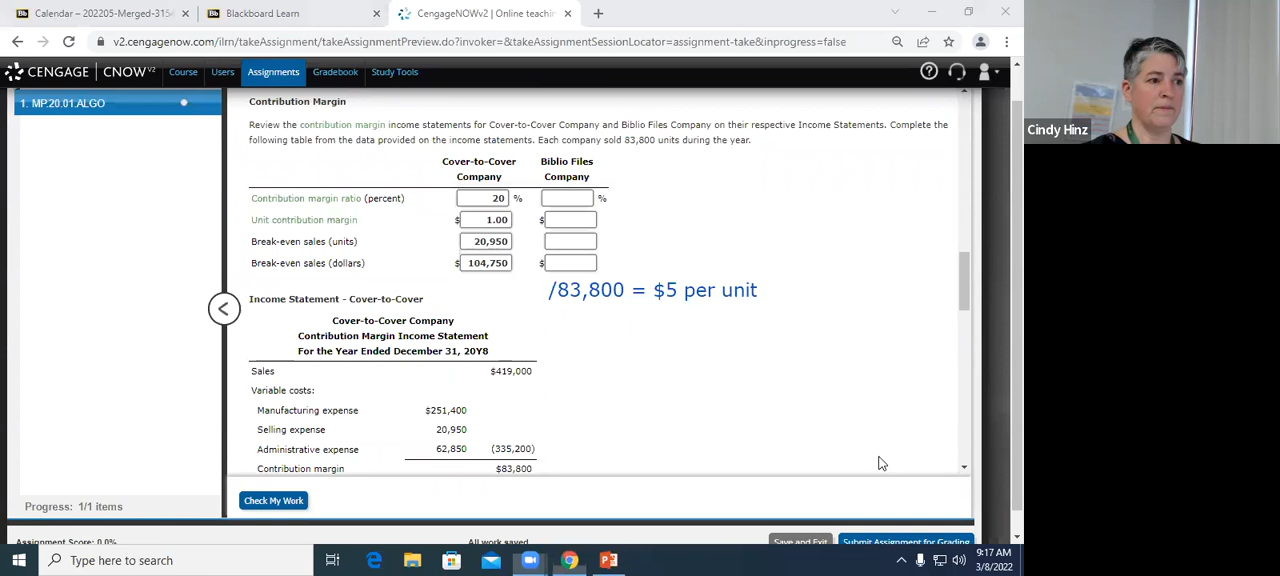 Calendar – 202205-Merged-315
Blackboard Learn
CengageNOWv2 | Online teachin
v2.cengagenow.com/ilrn/takeAssignment/takeAssignmentPreview.do?invoker=&takeAssignmentSessionLocator=assignment-take&inprogress=false
CENGAGE | CNOWv2 Course Users Assignments Gradebook Study Tools
1. MP.20.01.ALGO
Contribution Margin
Review the contribution margin income statements for Cover-to-Cover Company and Biblio Files Company on their respective Income Statements. Complete the
following table from the data provided on the income statements. Each company sold 83,800 units during the year.
Cover-to-Cover Biblio Files
Company Company
Contribution margin ratio (percent) 20 % %
Unit contribution margin $ 1.00 $
Break-even sales (units) 20,950
Break-even sales (dollars) $ 104,750 $
/83,800 = $5 per unit
Income Statement - Cover-to-Cover
Cover-to-Cover Company
Contribution Margin Income Statement
For the Year Ended December 31, 20Y8
Sales $419,000
Variable costs:
Manufacturing expense $251,400
Selling expense 20,950
Administrative expense 62,850 (335,200)
Contribution margin $83,800
Check My Work
Progress: 1/1 items
Assignment Score: 0.0% All work saved. Save and Exit Submit Assignment for Grading
Type here to search
9:17 AM
3/8/2022
Cindy Hinz